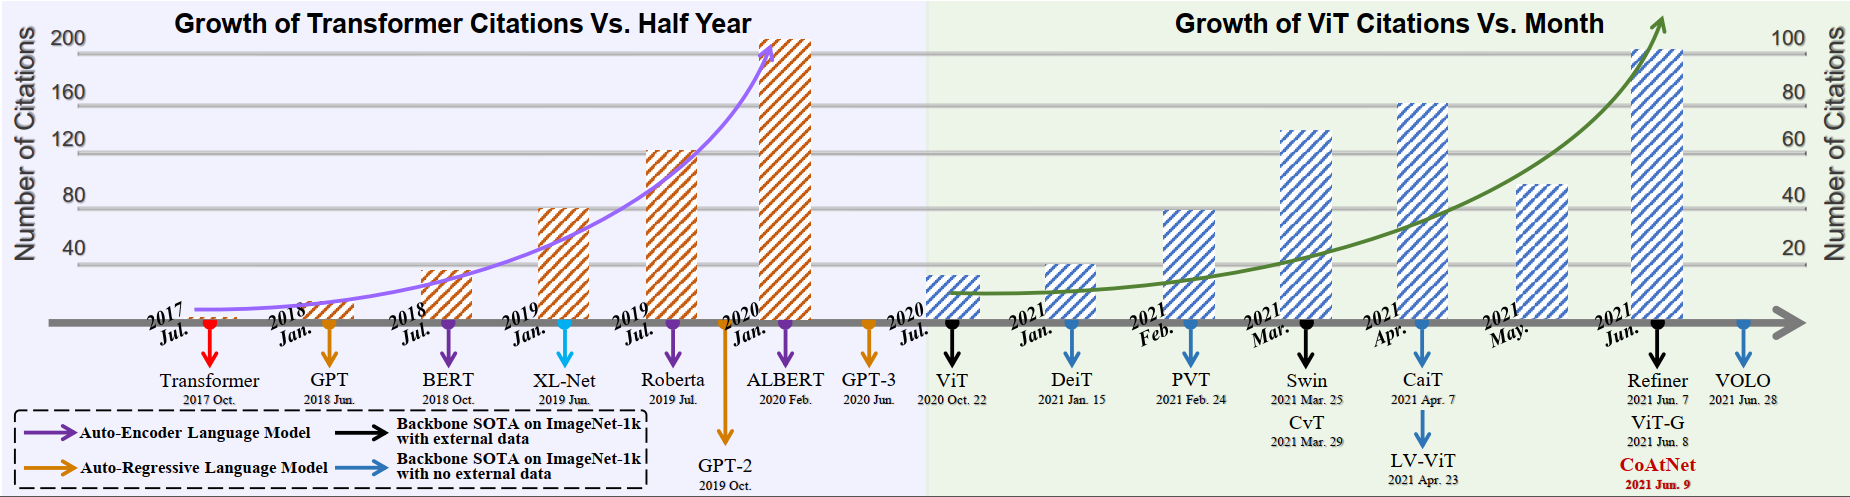 Growth of Transformer Citations Vs. Half Year
Growth of ViT Citations Vs. Month
Number of Citations
200
160
120
80
40
100
80
60
40
20
Number of Citations
2017
Jul.
2018
Jan.
2018
Jul.
2019
Jan.
2019
Jul.
2020
Jan.
2020
Jul.
2021
Jan.
2021
Feb.
2021
Mar.
2021
Apr.
2021
May.
2021
Jun.
Transformer
2017 Oct.
GPT
2018 Jun.
BERT
2018 Oct.
XL-Net
2019 Jun.
Roberta
2019 Jul.
GPT-2
2019 Oct.
ALBERT
2020 Feb.
GPT-3
2020 Jun.
ViT
2020 Oct. 22
DeiT
2021 Jan. 15
PVT
2021 Feb. 24
Swin
2021 Mar. 25
CvT
2021 Mar. 29
CaiT
2021 Apr. 7
LV-ViT
2021 Apr. 23
Refiner
2021 Jun. 7
ViT-G
2021 Jun. 8
CoAtNet
2021 Jun. 9
VOLO
2021 Jun. 28
Auto-Encoder Language Model
Backbone SOTA on ImageNet-1k
with external data
Auto-Regressive Language Model
Backbone SOTA on ImageNet-1k
with no external data